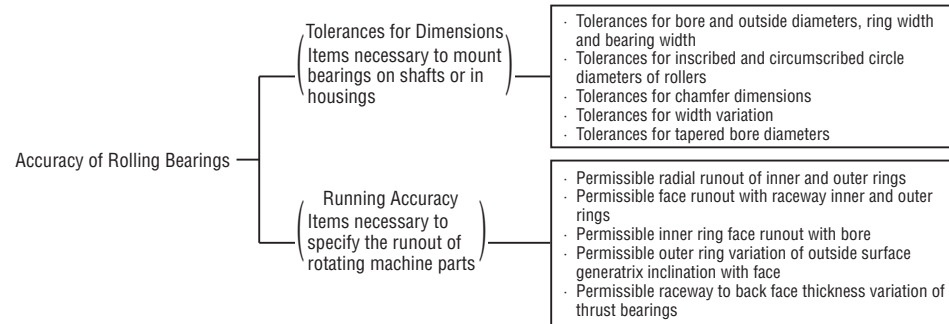 Accuracy of Rolling Bearings
Tolerances for Dimensions
Items necessary to mount
bearings on shafts or in
housings
· Tolerances for bore and outside diameters, ring width
and bearing width
· Tolerances for inscribed and circumscribed circle
diameters of rollers
· Tolerances for chamfer dimensions
· Tolerances for width variation
· Tolerances for tapered bore diameters
Running Accuracy
Items necessary to
specify the runout of
rotating machine parts
· Permissible radial runout of inner and outer rings
· Permissible face runout with raceway inner and outer
rings
· Permissible inner ring face runout with bore
· Permissible outer ring variation of outside surface
generatrix inclination with face
· Permissible raceway to back face thickness variation of
thrust bearings